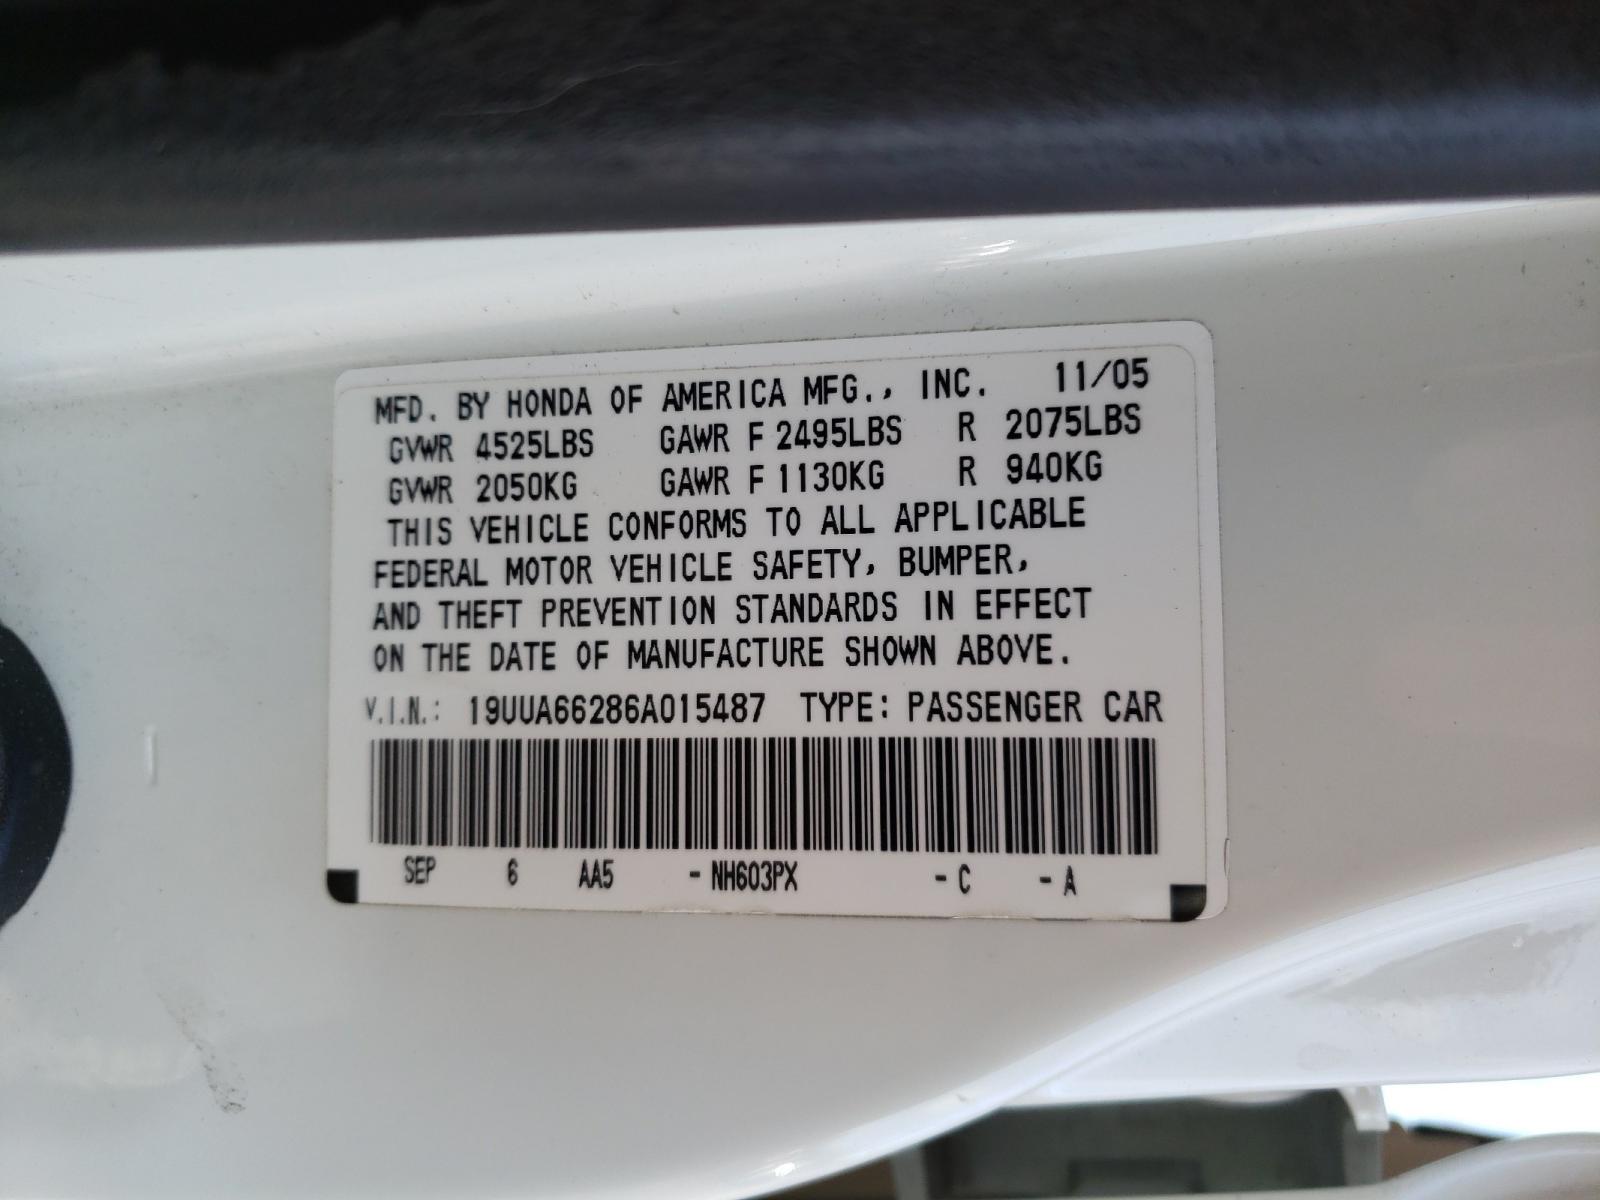 MFD. BY HONDA OF AMERICA MFG., INC. 11/05
GVWR 4525LBS GAWR F 2495LBS R 2075LBS
GVWR 2050KG GAWR F 1130KG R 940KG
THIS VEHICLE CONFORMS TO ALL APPLICABLE
FEDERAL MOTOR VEHICLE SAFETY, BUMPER,
AND THEFT PREVENTION STANDARDS IN EFFECT
ON THE DATE OF MANUFACTURE SHOWN ABOVE.
V.I.N.: 19UUA66286A015487 TYPE: PASSENGER CAR
SEP 6 AA5 - NH603PX - C - A